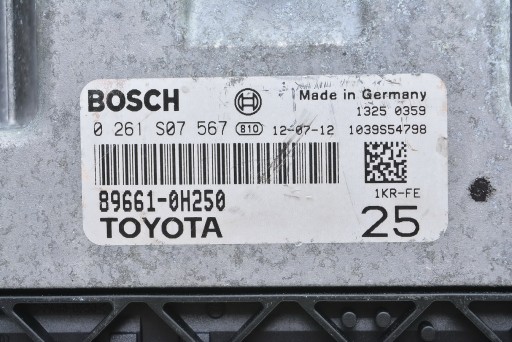 BOSCH Made in Germany
1325 0359
0 261 S07 567 810 12-07-12 1039S54798
89661-0H250 1KR-FE
TOYOTA 25